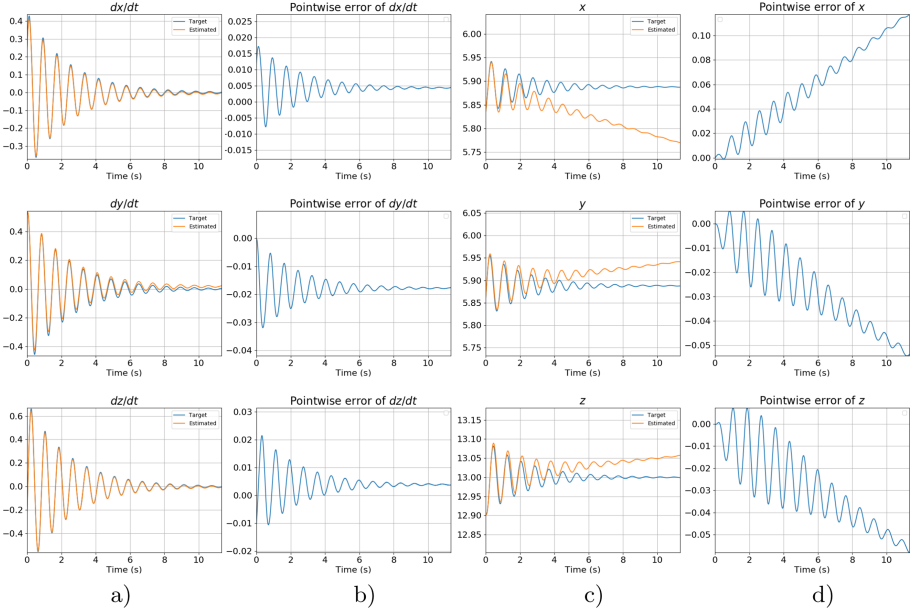 dx/dt
Pointwise error of dx/dt
x
Pointwise error of x
0.4
0.3
0.2
0.1
0.0
−0.1
−0.2
−0.3
Target
Estimated
0 2 4 6 8 10
Time (s)
0.025
0.020
0.015
0.010
0.005
0.000
−0.005
−0.010
−0.015
0 2 4 6 8 10
Time (s)
6.00
5.95
5.90
5.85
5.80
5.75
Target
Estimated
0 2 4 6 8 10
Time (s)
0.10
0.08
0.06
0.04
0.02
0.00
0 2 4 6 8 10
Time (s)
dy/dt
Pointwise error of dy/dt
y
Pointwise error of y
0.4
0.2
0.0
−0.2
−0.4
Target
Estimated
0 2 4 6 8 10
Time (s)
0.00
−0.01
−0.02
−0.03
−0.04
0 2 4 6 8 10
Time (s)
6.05
6.00
5.95
5.90
5.85
5.80
5.75
Target
Estimated
0 2 4 6 8 10
Time (s)
0.00
−0.01
−0.02
−0.03
−0.04
−0.05
0 2 4 6 8 10
Time (s)
dz/dt
Pointwise error of dz/dt
z
Pointwise error of z
0.6
0.4
0.2
0.0
−0.2
−0.4
Target
Estimated
0 2 4 6 8 10
Time (s)
0.03
0.02
0.01
0.00
−0.01
−0.02
0 2 4 6 8 10
Time (s)
13.15
13.10
13.05
13.00
12.95
12.90
12.85
Target
Estimated
0 2 4 6 8 10
Time (s)
0.00
−0.01
−0.02
−0.03
−0.04
−0.05
0 2 4 6 8 10
Time (s)
a) b) c) d)